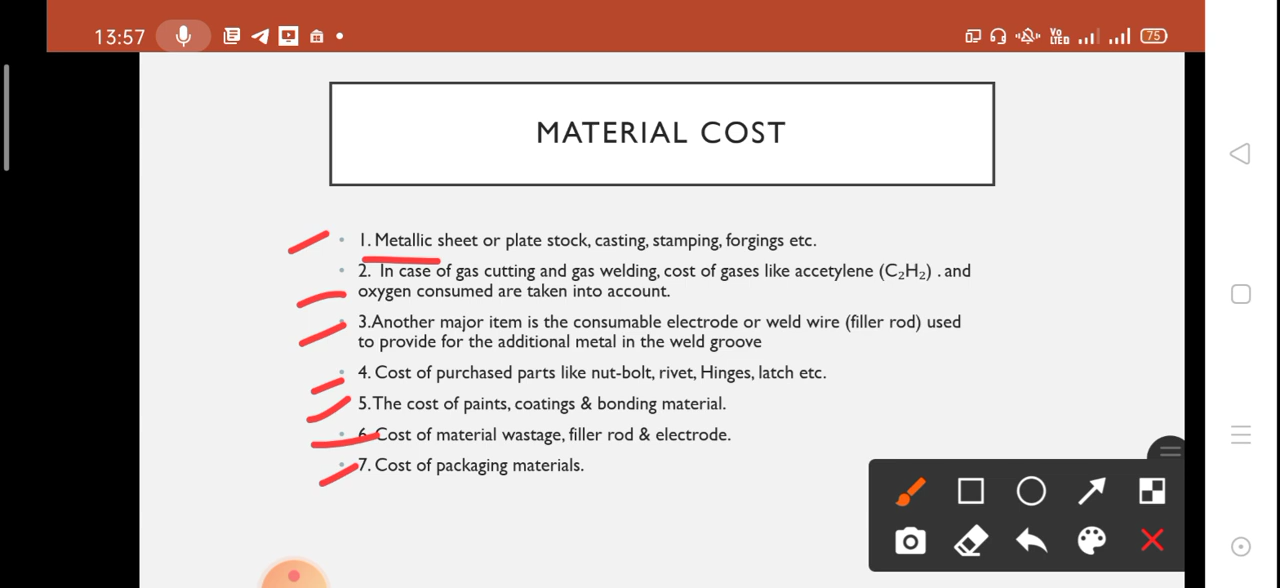 13:57
VO
LTED
75
MATERIAL COST
• 1. Metallic sheet or plate stock, casting, stamping, forgings etc.
• 2. In case of gas cutting and gas welding, cost of gases like accetylene (C₂H₂) . and
oxygen consumed are taken into account.
• 3.Another major item is the consumable electrode or weld wire (filler rod) used
to provide for the additional metal in the weld groove
• 4. Cost of purchased parts like nut-bolt, rivet, Hinges, latch etc.
• 5.The cost of paints, coatings & bonding material.
• 6. Cost of material wastage, filler rod & electrode.
• 7. Cost of packaging materials.